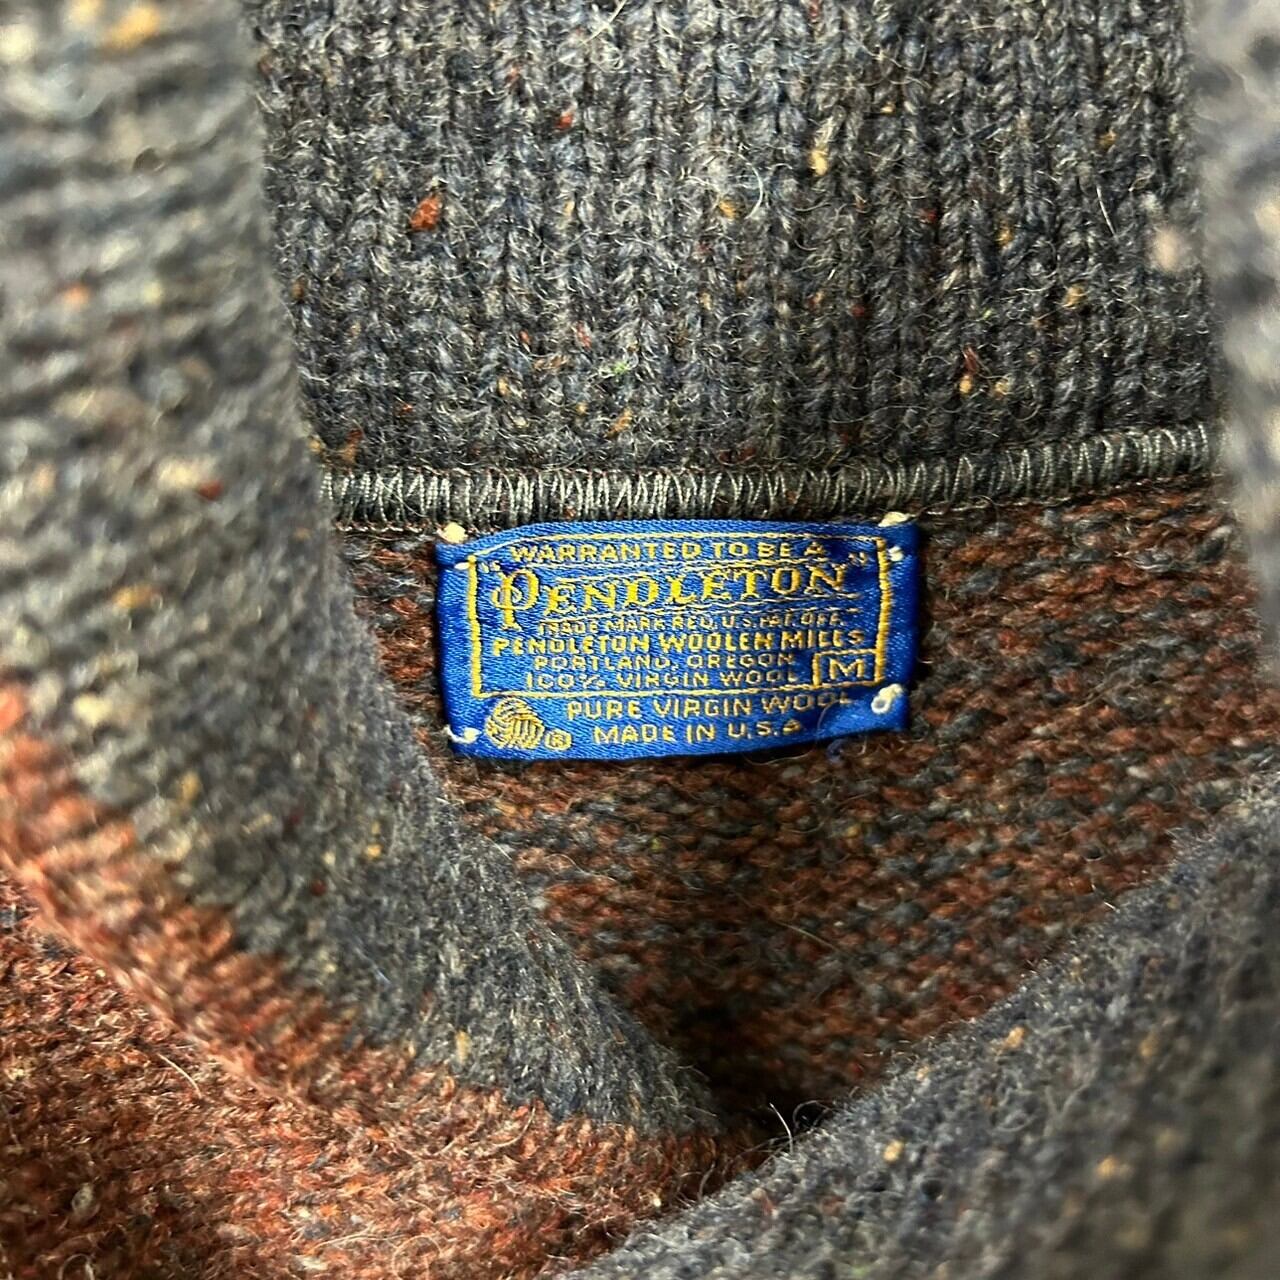 WARRANTED TO BE A
"PENDLETON"
TRADE MARK REG. U.S. PAT. OFF.
PENDLETON WOOLEN MILLS
PORTLAND, OREGON
100% VIRGIN WOOL M
PURE VIRGIN WOOL
® MADE IN U.S.A